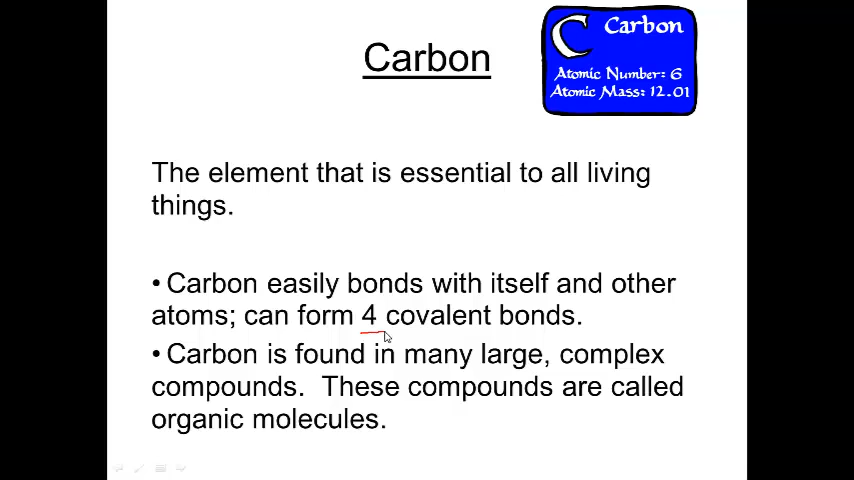 Carbon
C
Carbon
Atomic Number: 6
Atomic Mass: 12.01
The element that is essential to all living
things.
• Carbon easily bonds with itself and other
atoms; can form 4 covalent bonds.
• Carbon is found in many large, complex
compounds.  These compounds are called
organic molecules.